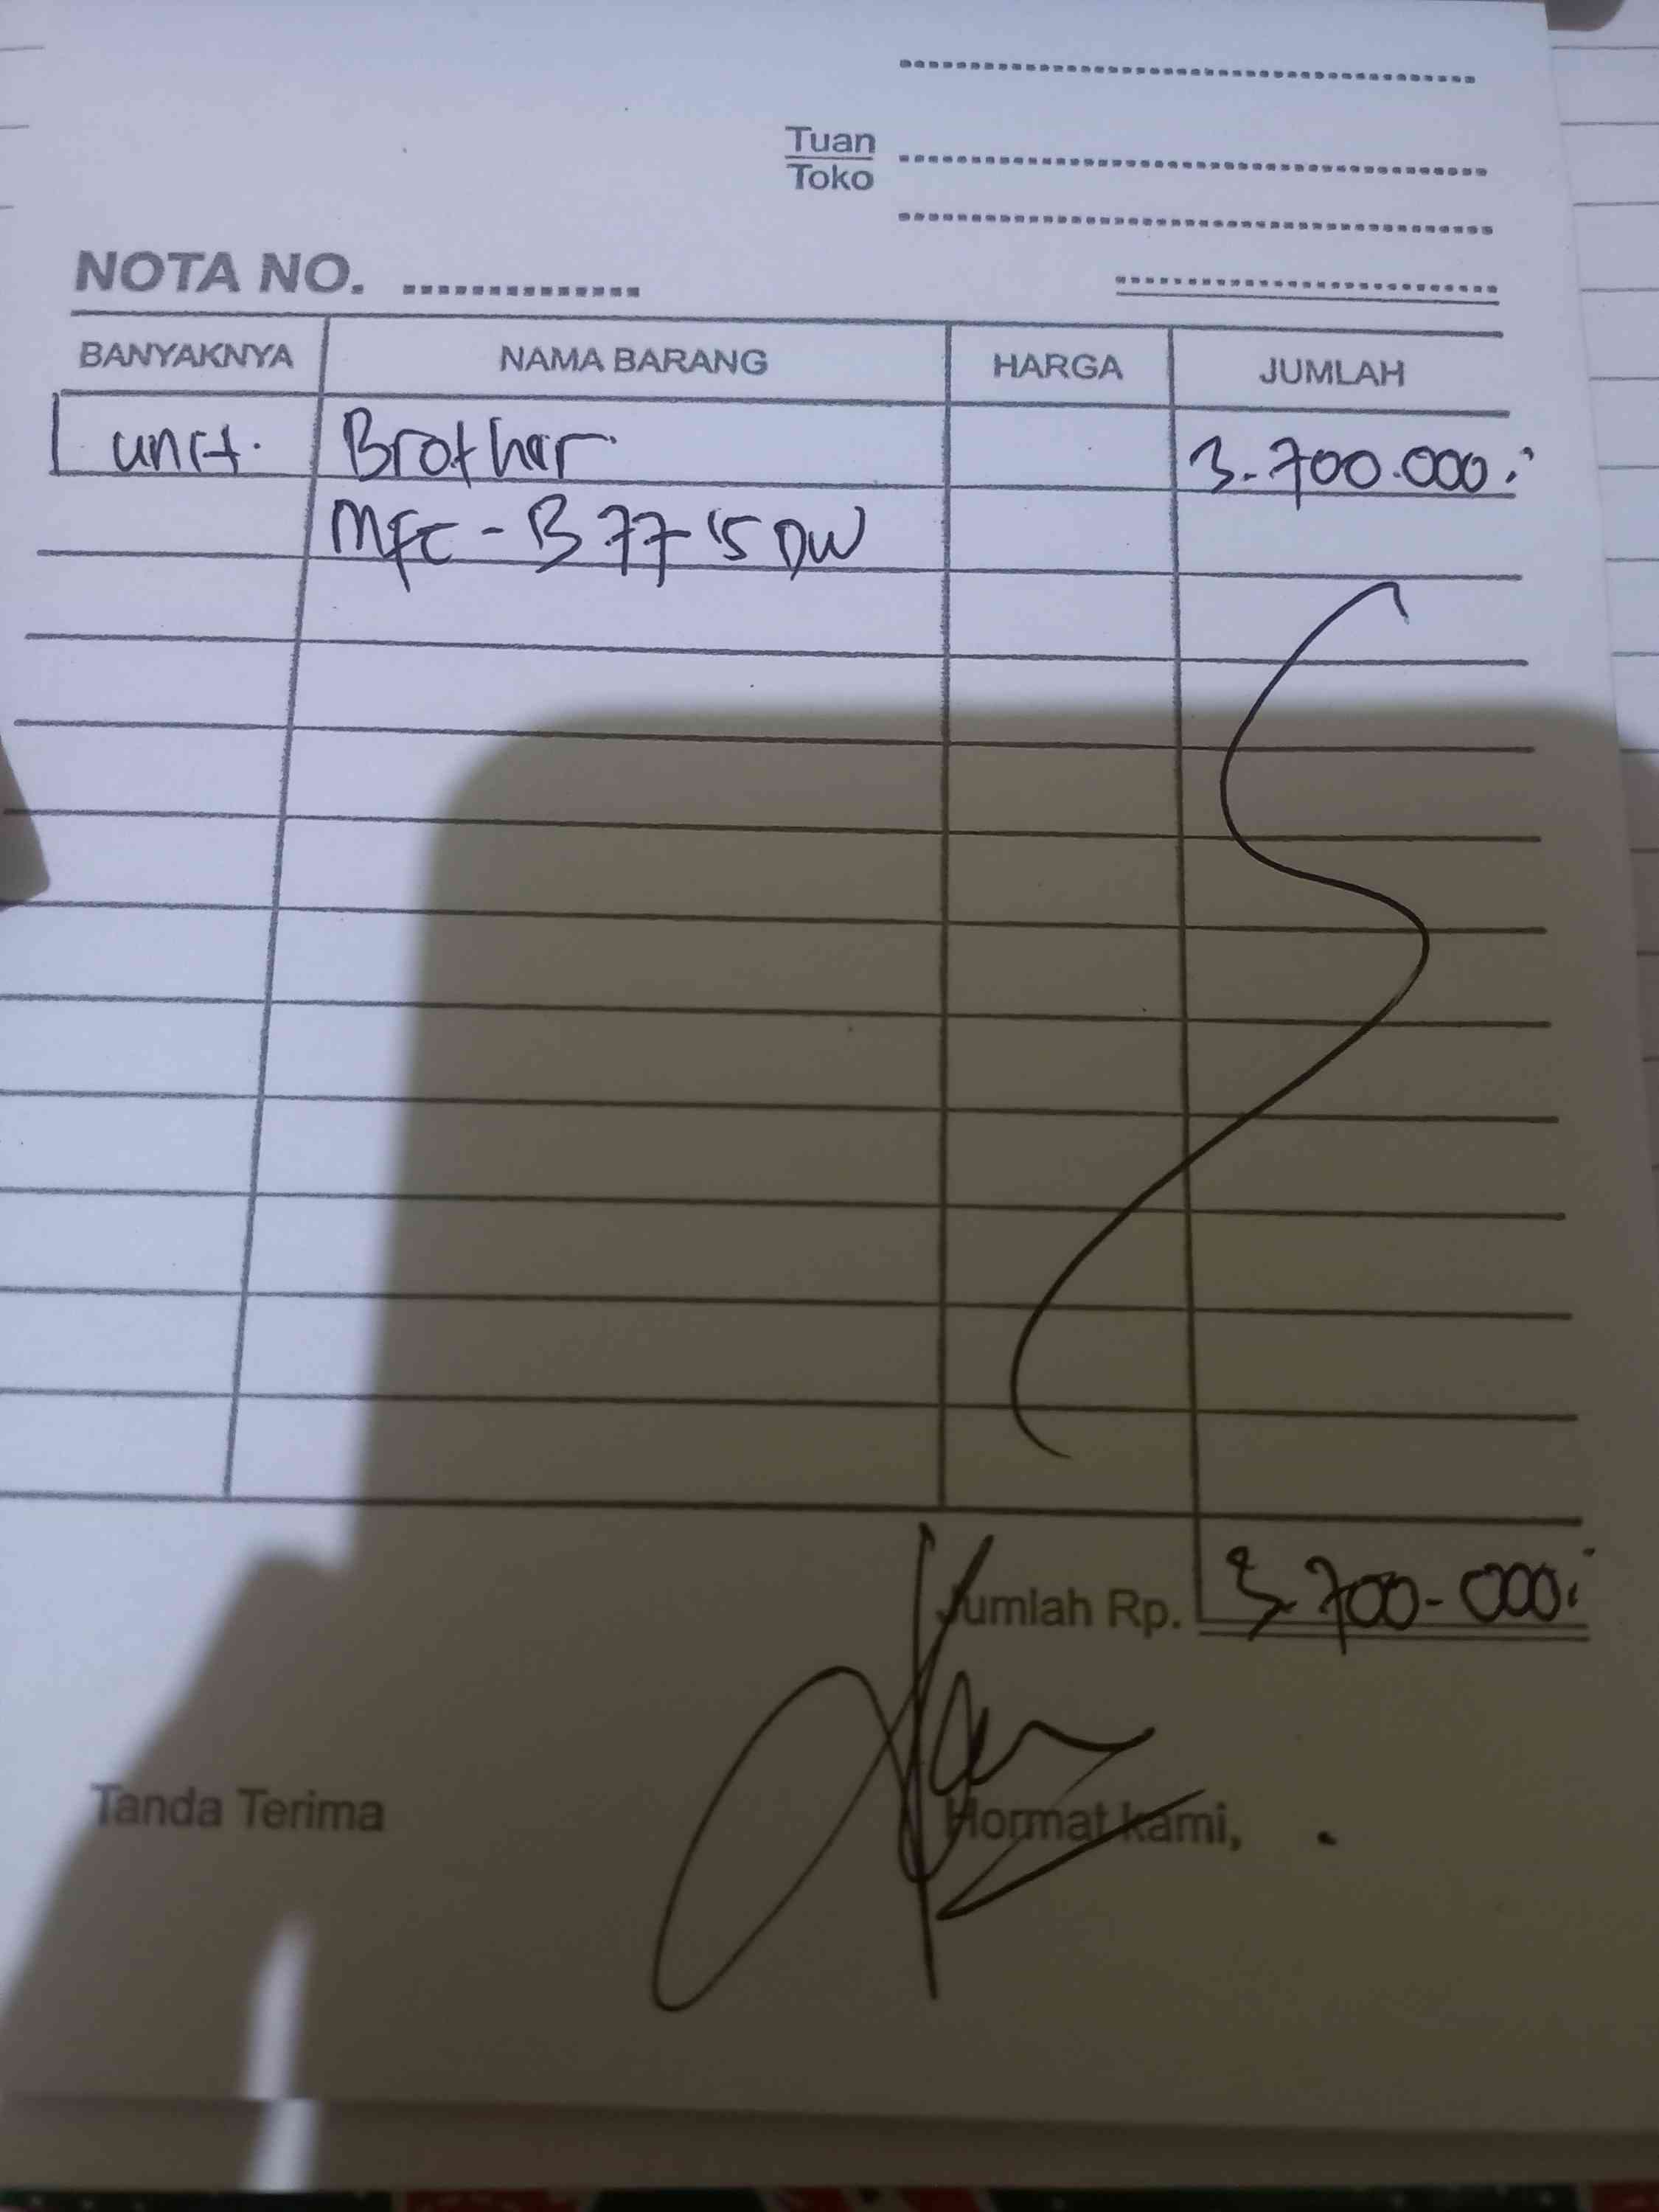 Tuan
Toko
NOTA NO.
BANYAKNYA NAMA BARANG HARGA JUMLAH
1 unit. Brother 3.700.000
MFC - B7715DW
Jumlah Rp. 3.700.000
Tanda Terima Hormat kami,